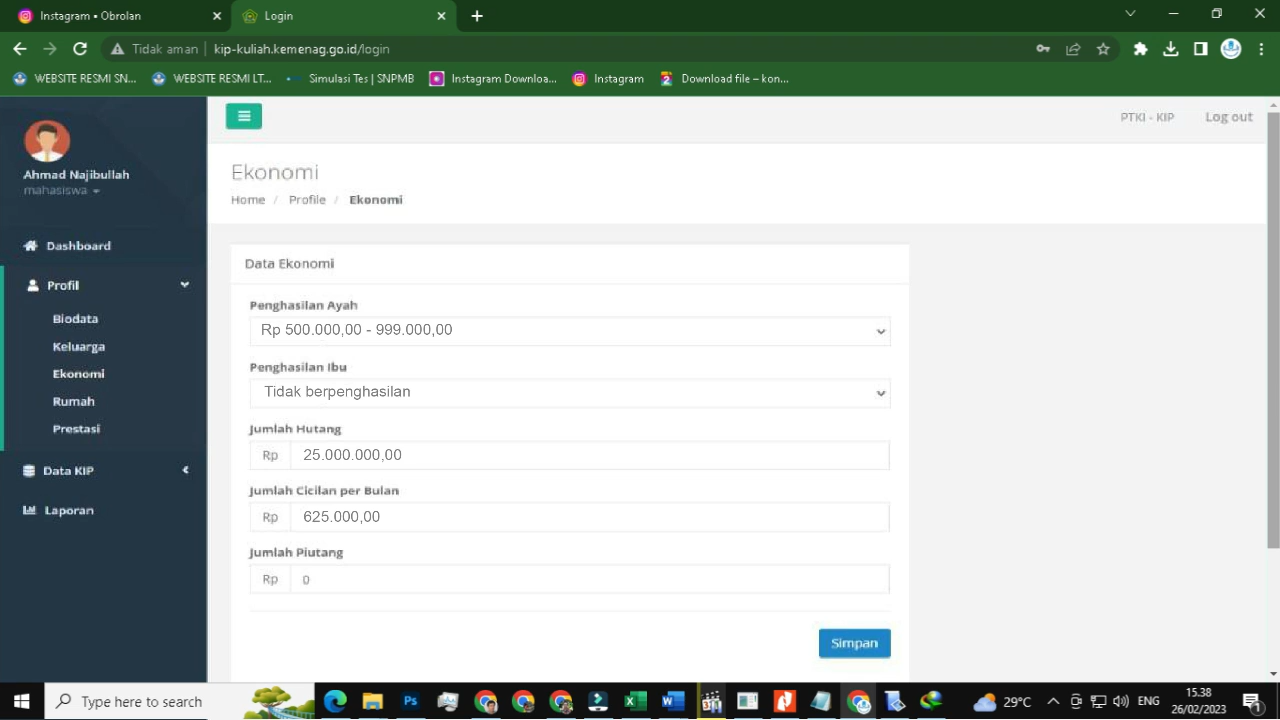 Instagram • Obrolan
Login
Tidak aman
kip-kuliah.kemenag.go.id/login
WEBSITE RESMI SN...
WEBSITE RESMI LT...
Simulasi Tes | SNPMB
Instagram Downloa...
Instagram
Download file – kon...
Ahmad Najibullah
mahasiswa
Dashboard
Profil
Biodata
Keluarga
Ekonomi
Rumah
Prestasi
Data KIP
Laporan
PTKI - KIP
Log out
Ekonomi
Home / Profile / Ekonomi
Data Ekonomi
Penghasilan Ayah
Rp 500.000,00 - 999.000,00
Penghasilan Ibu
Tidak berpenghasilan
Jumlah Hutang
Rp 25.000.000,00
Jumlah Cicilan per Bulan
Rp 625.000,00
Jumlah Piutang
Rp 0
Simpan
Type here to search
Ps
29°C
ENG
15.38
26/02/2023
1